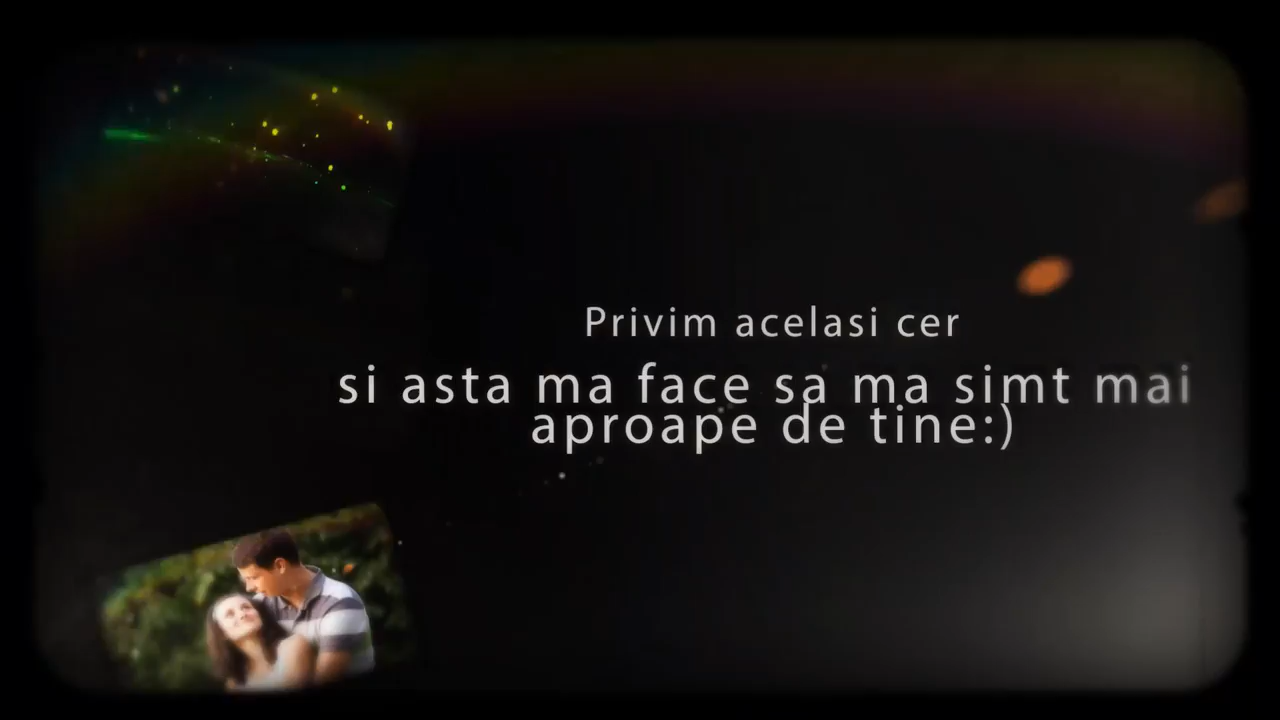 Privim acelasi cer
si asta ma face sa ma simt mai
aproape de tine:)